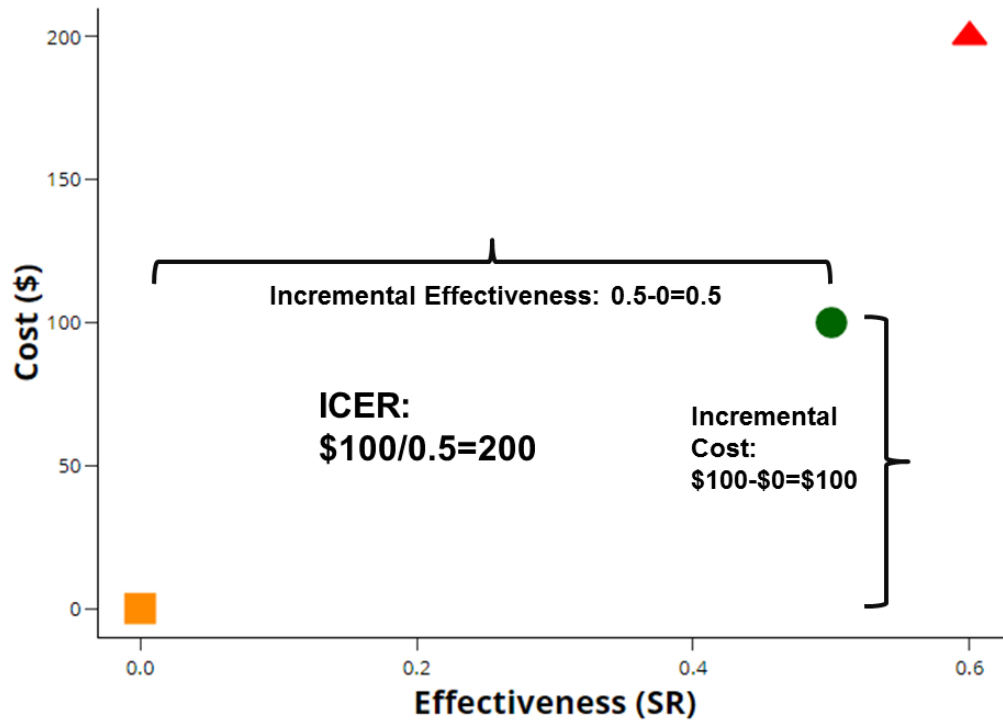 200
150
100
50
0
Cost ($)
Incremental Effectiveness: 0.5-0=0.5
ICER:
$100/0.5=200
Incremental
Cost:
$100-$0=$100
0.0
0.2
0.4
0.6
Effectiveness (SR)